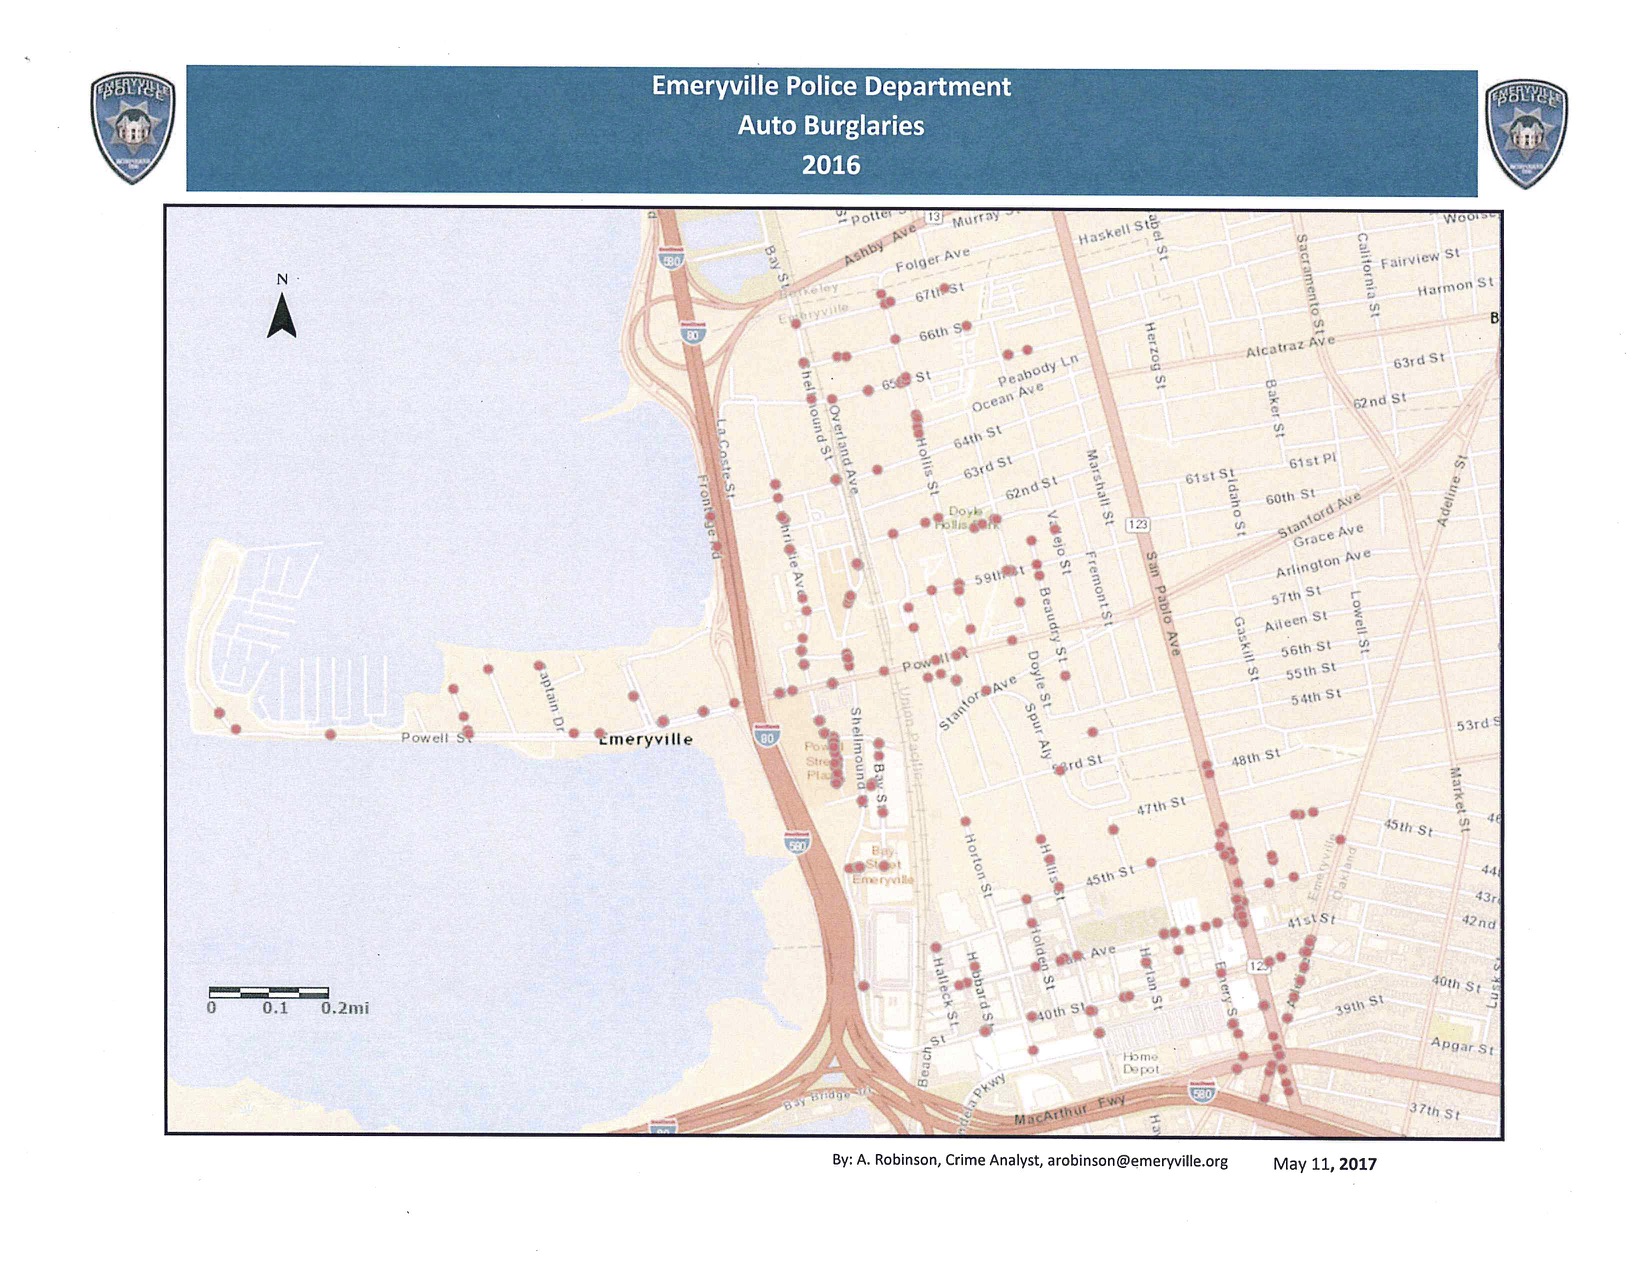 Emeryville Police Department
Auto Burglaries
2016
EMERYVILLE
POLICE
EMERYVILLE
POLICE
N
580
80
Bay St
Potter
13
Murray
Ashby Ave
Folger Ave
Haskell St
Berkeley
Emeryville
67th St
66th St
65th St
Peabody Ln
Ocean Ave
64th St
63rd St
62nd St
Hollis St
Overland Ave
Shellmound St
La Coste St
Frontage Rd
Christie Ave
Doyle
Hollis Park
59th St
Vallejo St
Beaudry St
Fremont St
Marshall St
Doyle St
Powell St
Stanford Ave
Spur Aly
Union Pacific
Herzog St
Sacramento St
California St
Fairview St
Harmon St
B
Alcatraz Ave
63rd St
Baker St
62nd St
61st Pl
61st St
Idaho St
60th St
Stanford Ave
Grace Ave
Adeline St
123
San Pablo Ave
Arlington Ave
57th St
Aileen St
Lowell St
Gaskill St
56th St
55th St
54th St
53rd S
48th St
Market St
Captain Dr
Powell St
Emeryville
80
Powell
Street
Plaza
Shellmound
Bay St
53rd St
47th St
45th St
580
Bay
Street
Emeryville
Horton St
Hollis St
45th St
Emeryville
Oakland
43rd
42nd
41st St
Holden St
Park Ave
Harlan St
Emery S
123
Halleck St
Hubbard St
40th St
40th St
39th St
Apgar St
0 0.1 0.2mi
Beach St
Home
Depot
580
Bay Bridge
MacArthur Fwy
37th St
80
By: A. Robinson, Crime Analyst, arobinson@emeryville.org May 11, 2017